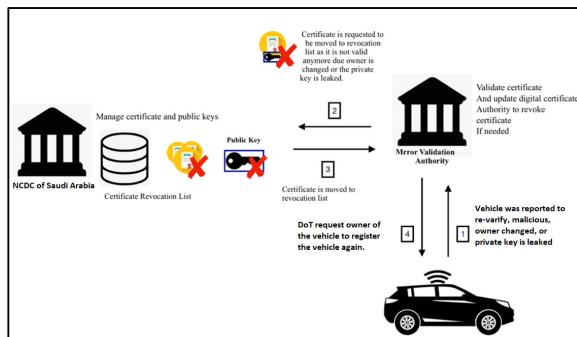 Certificate is requested to
be moved to revocation
list as it is not valid
anymore due owner is
changed or the private
key is leaked.
Validate certificate
And update digital certificate
Authority to revoke
certificate
If needed
Manage certificate and public keys
2
Public Key
Mrror Validation
Authority
NCDC of Saudi Arabia
3
Certificate Revocation List
Certificate is moved to
revocation list
DoT request owner of
the vehicle to register
the vehicle again.
4
1
Vehicle was reported to
re-varify, malicious,
owner changed, or
private key is leaked